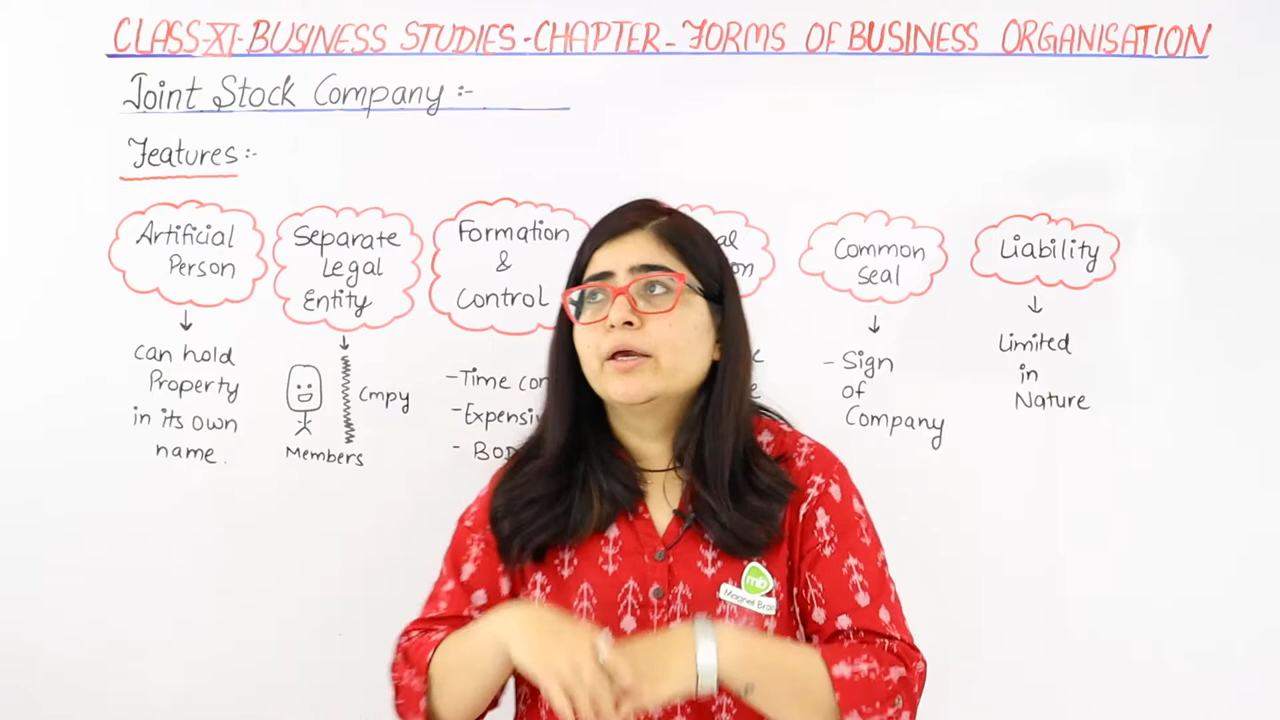 CLASS-XI-BUSINESS STUDIES-CHAPTER-FORMS OF BUSINESS ORGANISATION
Joint Stock Company :-
Features :-
Artificial
Person
can hold
Property
in its own
name.
Separate
Legal
Entity
Cmpy
Members
Formation
&
Control
-Time
-
-
Common
seal
- Sign
of
Company
Liability
Limited
in
Nature
mb
Magnet